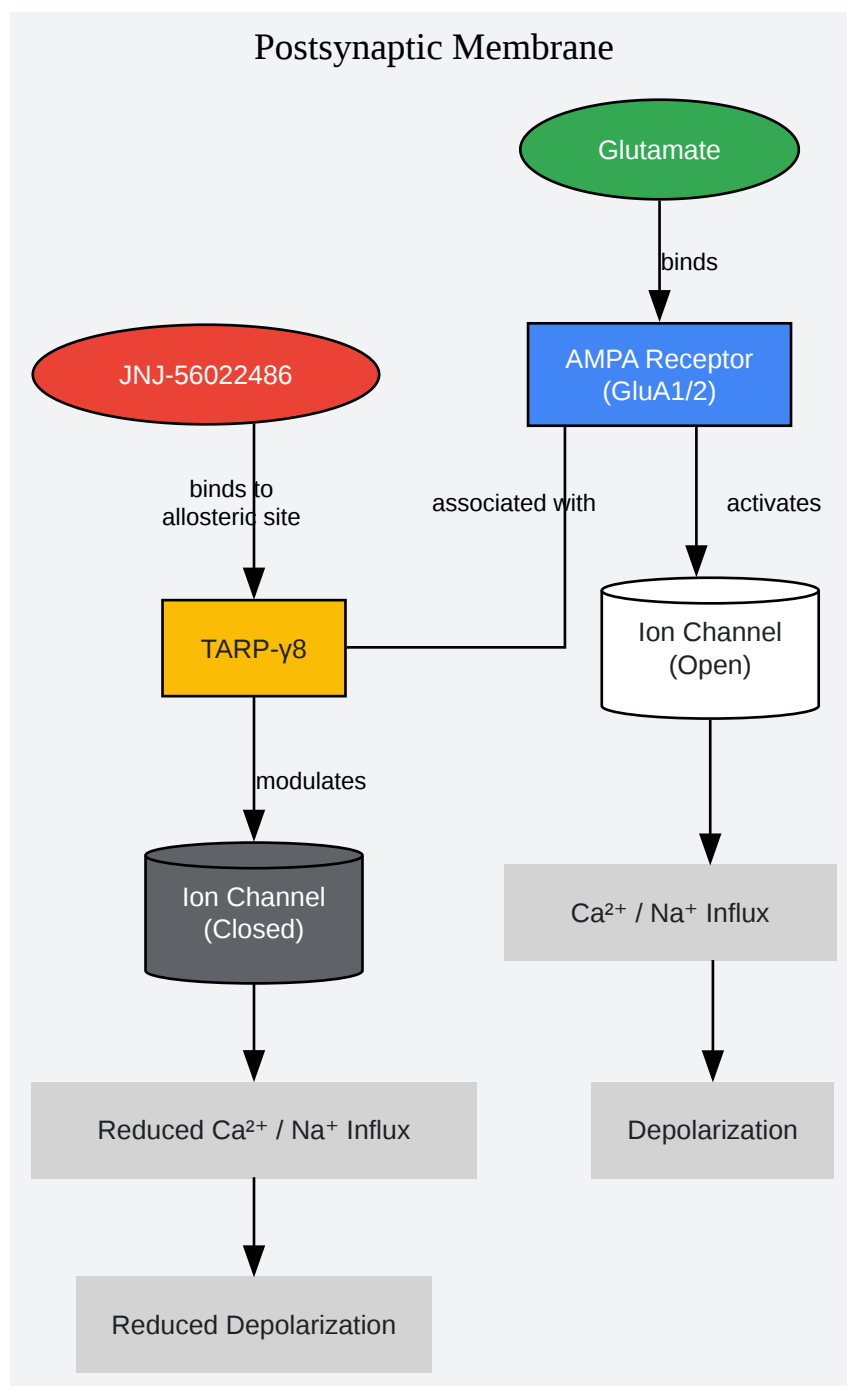 Postsynaptic Membrane
Glutamate
binds
AMPA Receptor
(GluA1/2)
JNJ-56022486
binds to
allosteric site
associated with
activates
TARP-γ8
Ion Channel
(Open)
modulates
Ion Channel
(Closed)
Ca²⁺ / Na⁺ Influx
Reduced Ca²⁺ / Na⁺ Influx
Depolarization
Reduced Depolarization